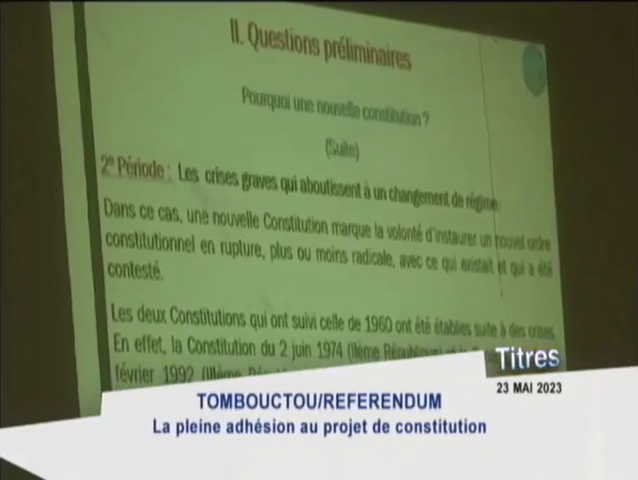 II. Questions préliminaires
Pourquoi une nouvelle constitution ?
(Suite)
2e Période : Les crises graves qui aboutissent à un changement de régime.
Dans ce cas, une nouvelle Constitution marque la volonté d'instaurer un nouvel ordre
constitutionnel en rupture, plus ou moins radicale, avec ce qui existait et qui a été
contesté.
Les deux Constitutions qui ont suivi celle de 1960 ont été établies suite à des crises
En effet, la Constitution du 2 juin 1974 (IIème
février 1992 (IIIème
Titres
23 MAI 2023
TOMBOUCTOU/REFERENDUM
La pleine adhésion au projet de constitution